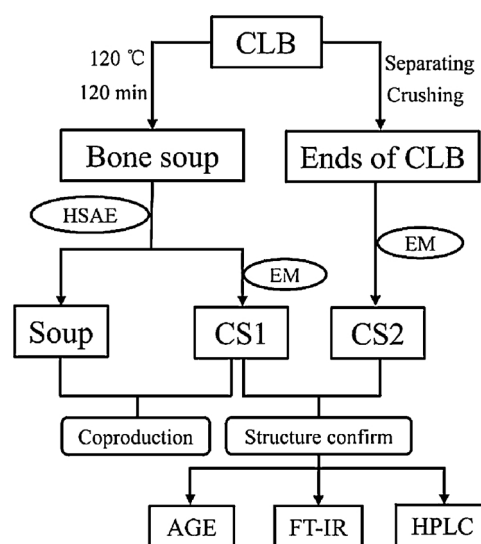 CLB
120 ℃
120 min
Separating
Crushing
Bone soup
Ends of CLB
HSAE
EM
EM
Soup
CS1
CS2
Coproduction
Structure confirm
AGE
FT-IR
HPLC